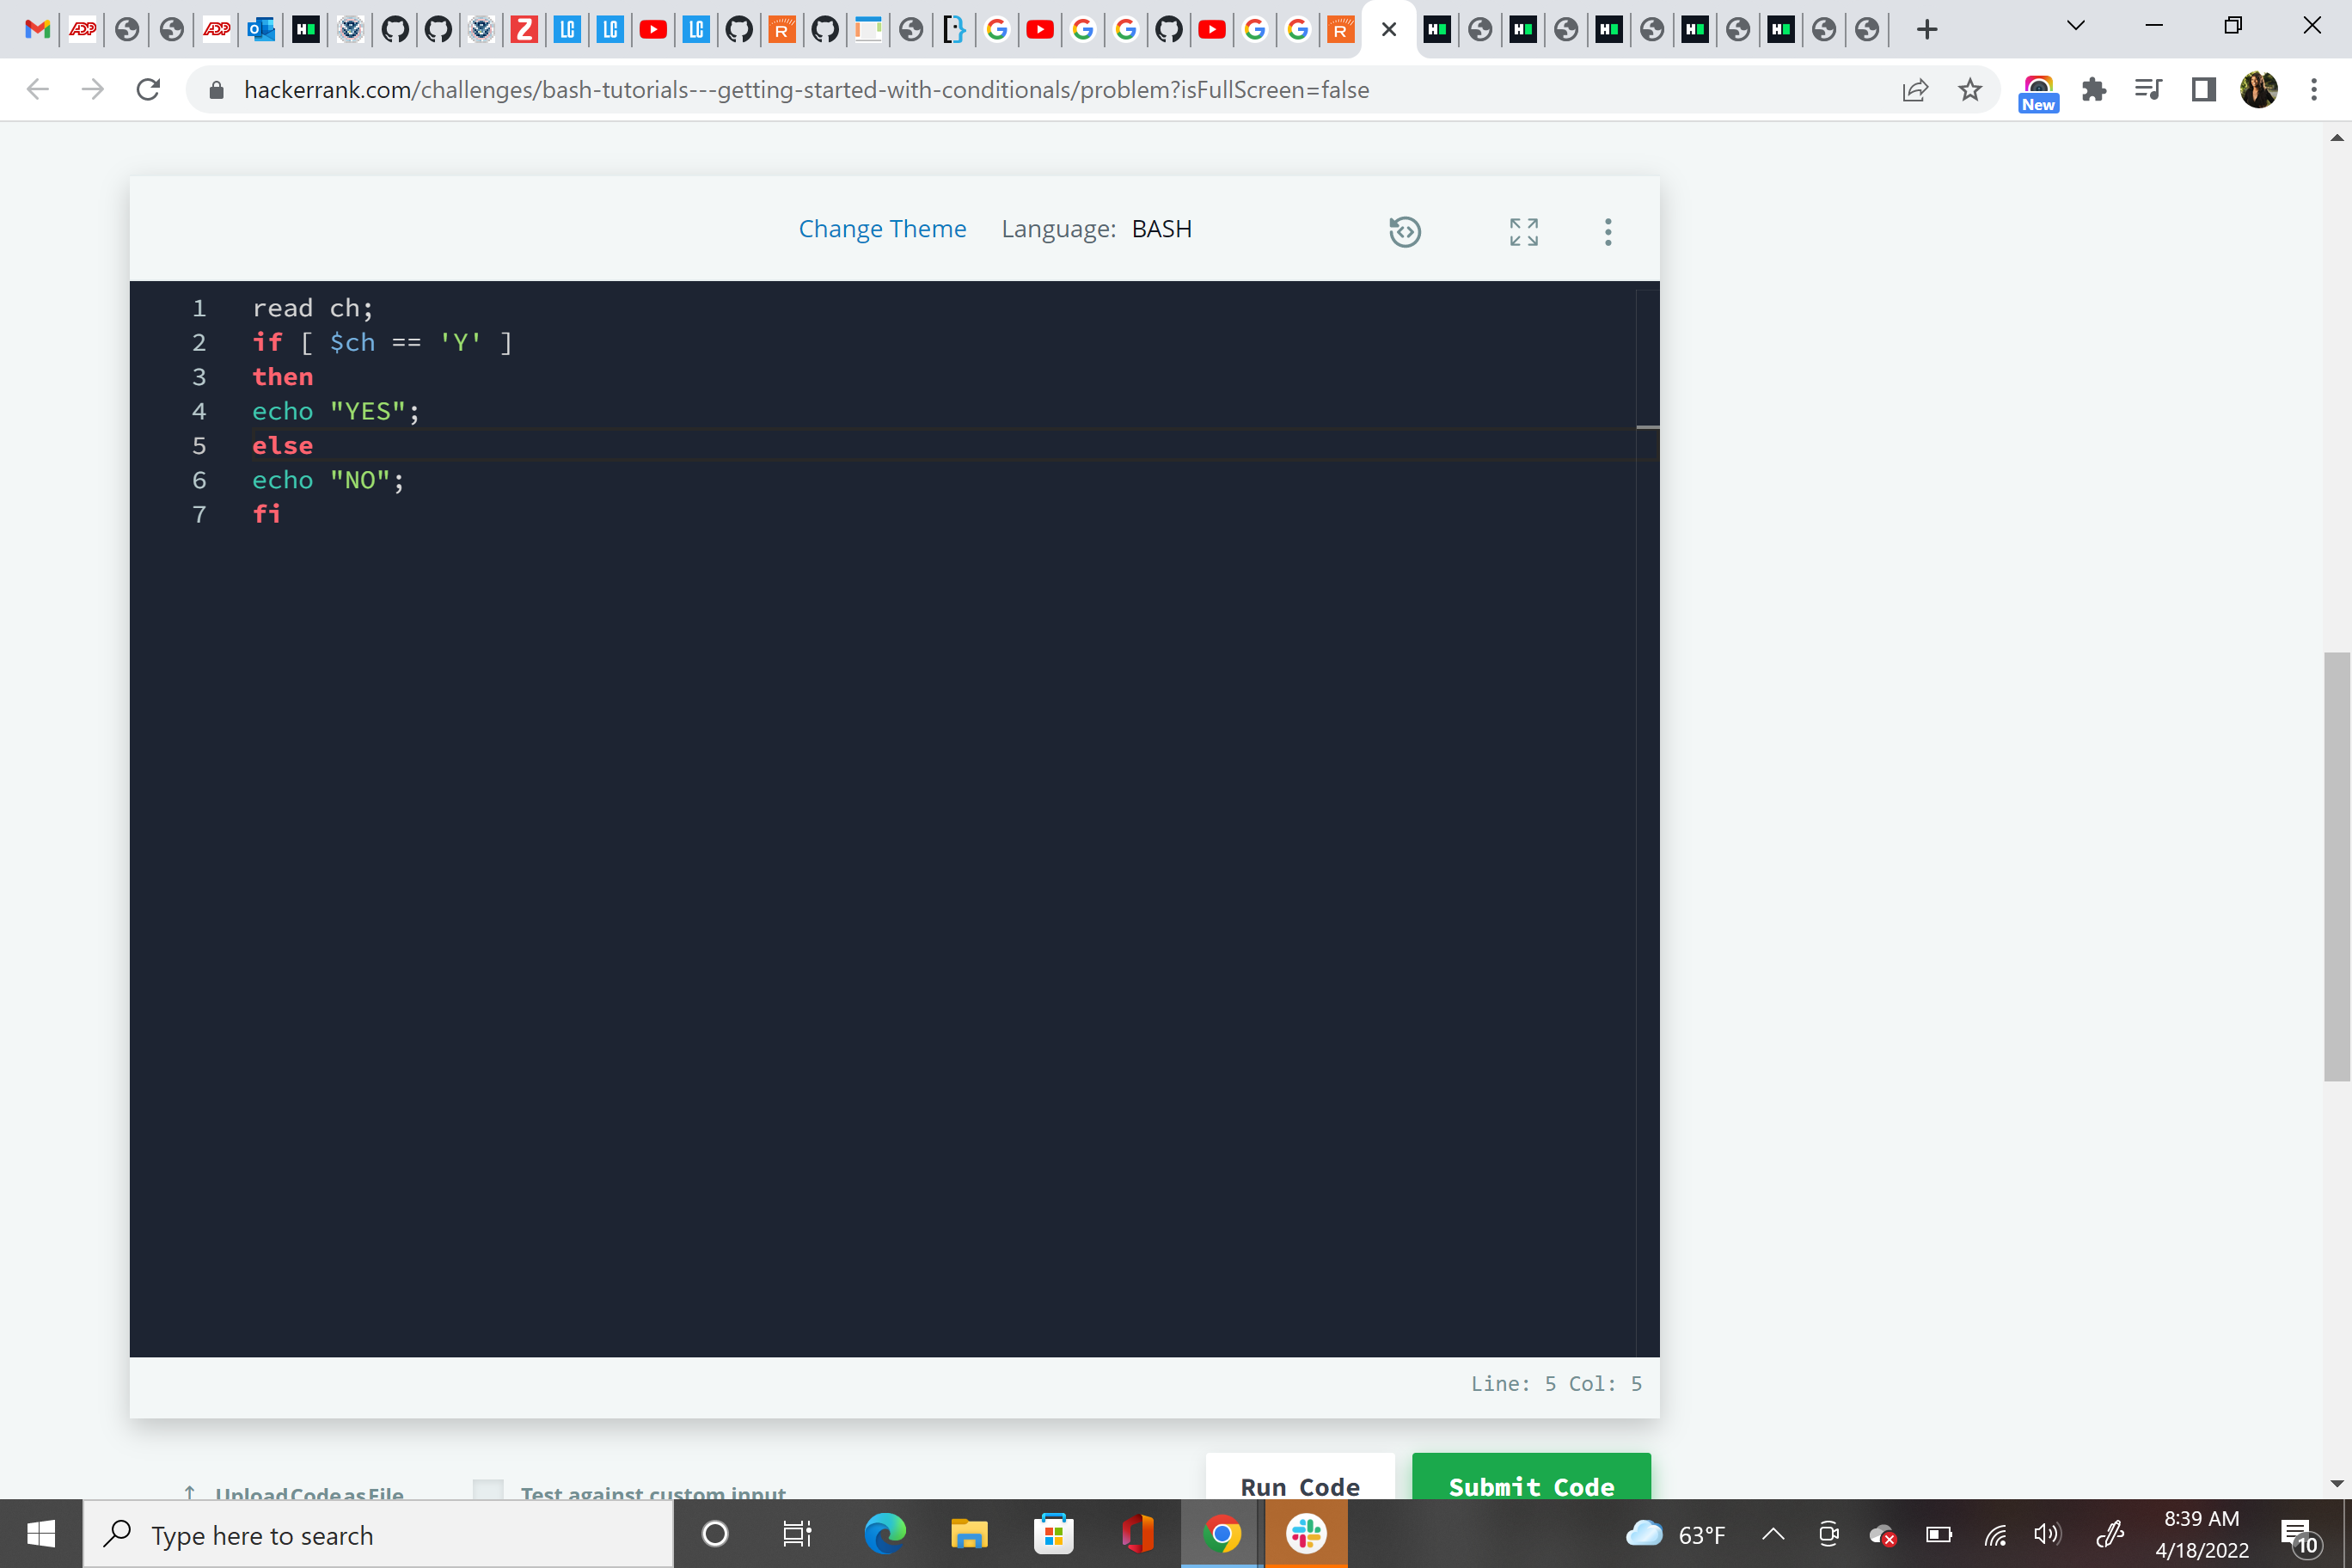 hackerrank.com/challenges/bash-tutorials---getting-started-with-conditionals/problem?isFullScreen=false
New
Change Theme Language: BASH
1 read ch;
2 if [ $ch == 'Y' ]
3 then
4 echo "YES";
5 else
6 echo "NO";
7 fi
Line: 5 Col: 5
Upload Code as File Test against custom input Run Code Submit Code
Type here to search
63°F
8:39 AM
4/18/2022
10